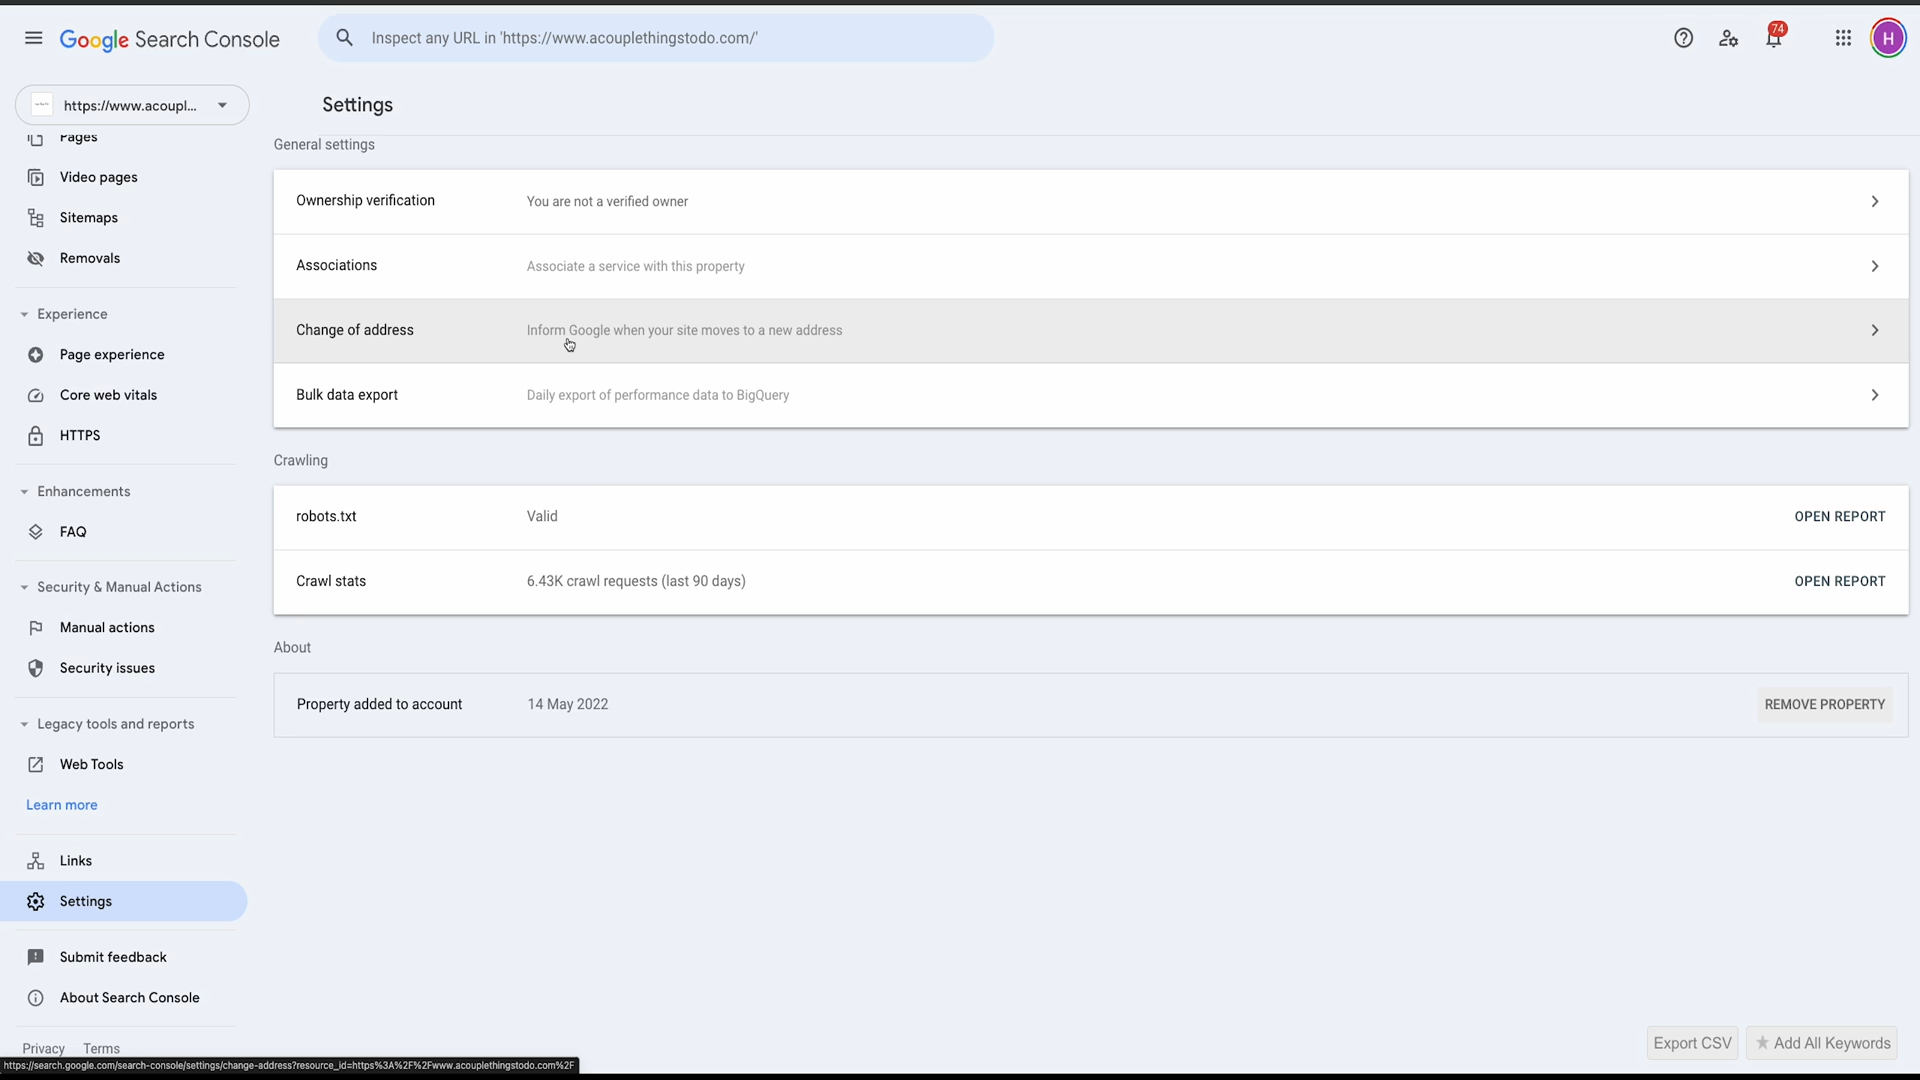 Google Search Console
Inspect any URL in 'https://www.acouplethingstodo.com/'
74
H
https://www.acoupl...
Settings
Pages
Video pages
Sitemaps
Removals
Experience
Page experience
Core web vitals
HTTPS
Enhancements
FAQ
Security & Manual Actions
Manual actions
Security issues
Legacy tools and reports
Web Tools
Learn more
Links
Settings
Submit feedback
About Search Console
Privacy Terms
General settings
Ownership verification You are not a verified owner
Associations Associate a service with this property
Change of address Inform Google when your site moves to a new address
Bulk data export Daily export of performance data to BigQuery
Crawling
robots.txt Valid OPEN REPORT
Crawl stats 6.43K crawl requests (last 90 days) OPEN REPORT
About
Property added to account 14 May 2022 REMOVE PROPERTY
Export CSV Add All Keywords
https://search.google.com/search-console/settings/change-address?resource_id=https%3A%2F%2Fwww.acouplethingstodo.com%2F